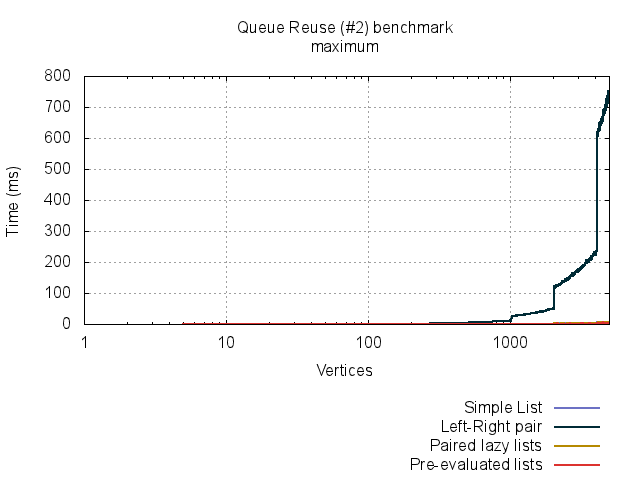 Queue Reuse (#2) benchmark
maximum
800
700
600
500
400
300
200
100
0
Time (ms)
1 10 100 1000
Vertices
Simple List
Left-Right pair
Paired lazy lists
Pre-evaluated lists